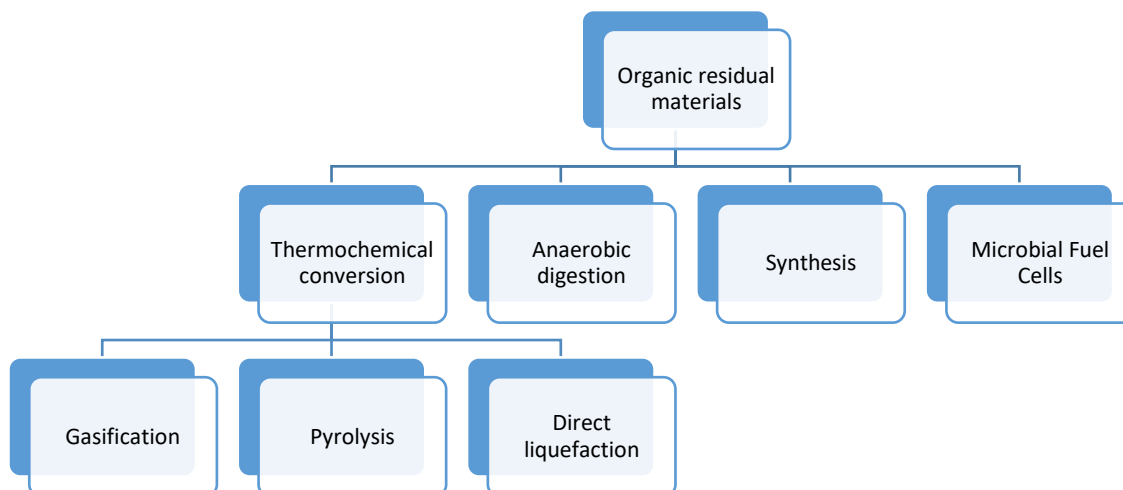 Organic residual
materials
Thermochemical
conversion
Anaerobic
digestion
Synthesis
Microbial Fuel
Cells
Gasification
Pyrolysis
Direct
liquefaction